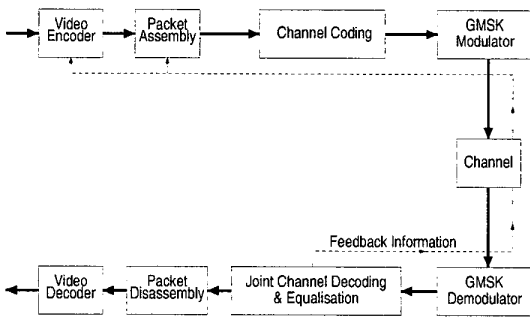 Video
Encoder
Packet
Assembly
Channel Coding
GMSK
Modulator
Channel
Feedback Information
Video
Decoder
Packet
Disassembly
Joint Channel Decoding
& Equalisation
GMSK
Demodulator